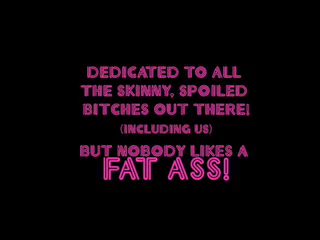 DEDICATED TO ALL
THE SKINNY, SPOILED
BITCHES OUT THERE!
(INCLUDING US)
BUT NOBODY LIKES A
FAT ASS!